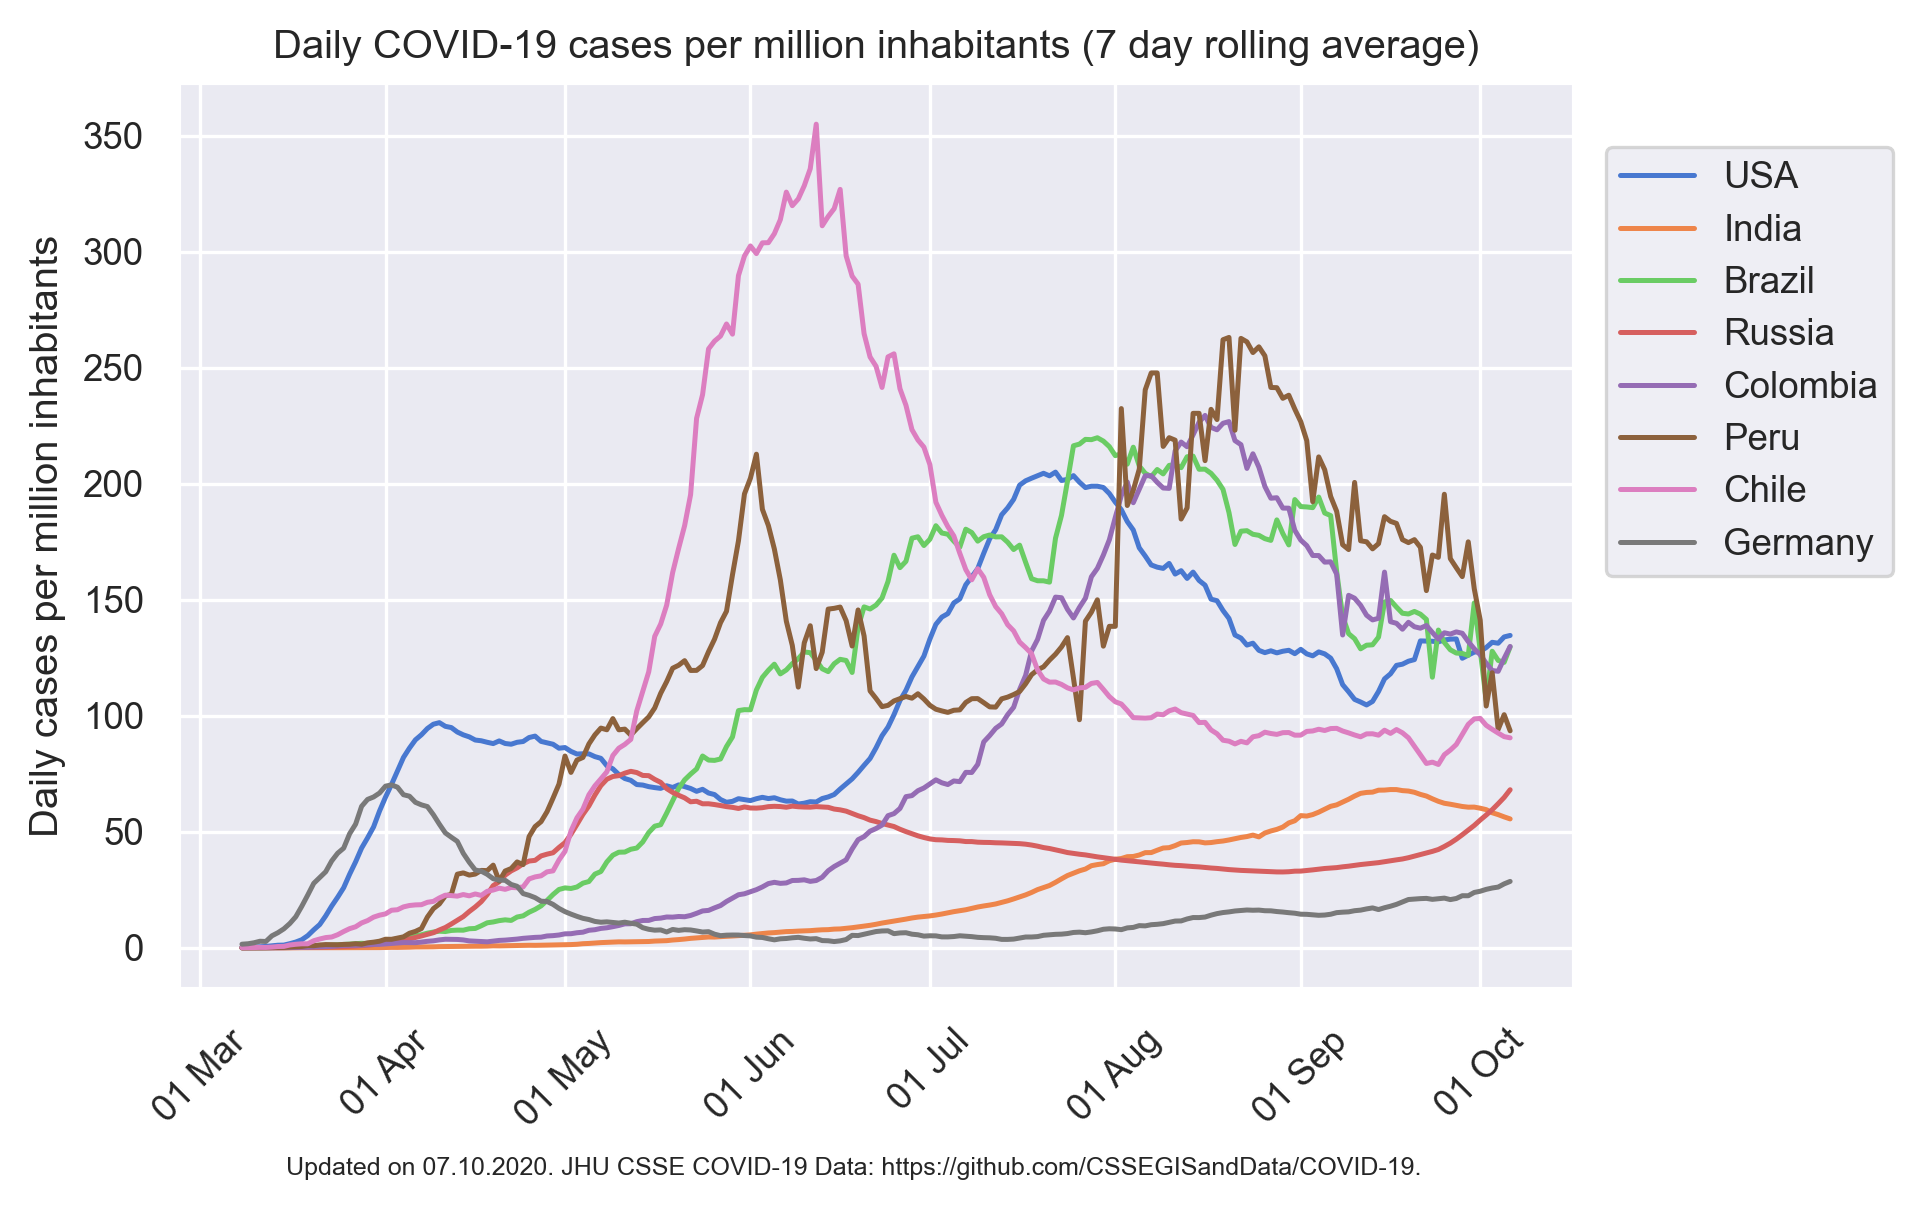 Daily COVID-19 cases per million inhabitants (7 day rolling average)
Daily cases per million inhabitants
350
300
250
200
150
100
50
0
01 Mar
01 Apr
01 May
01 Jun
01 Jul
01 Aug
01 Sep
01 Oct
USA
India
Brazil
Russia
Colombia
Peru
Chile
Germany
Updated on 07.10.2020. JHU CSSE COVID-19 Data: https://github.com/CSSEGISandData/COVID-19.